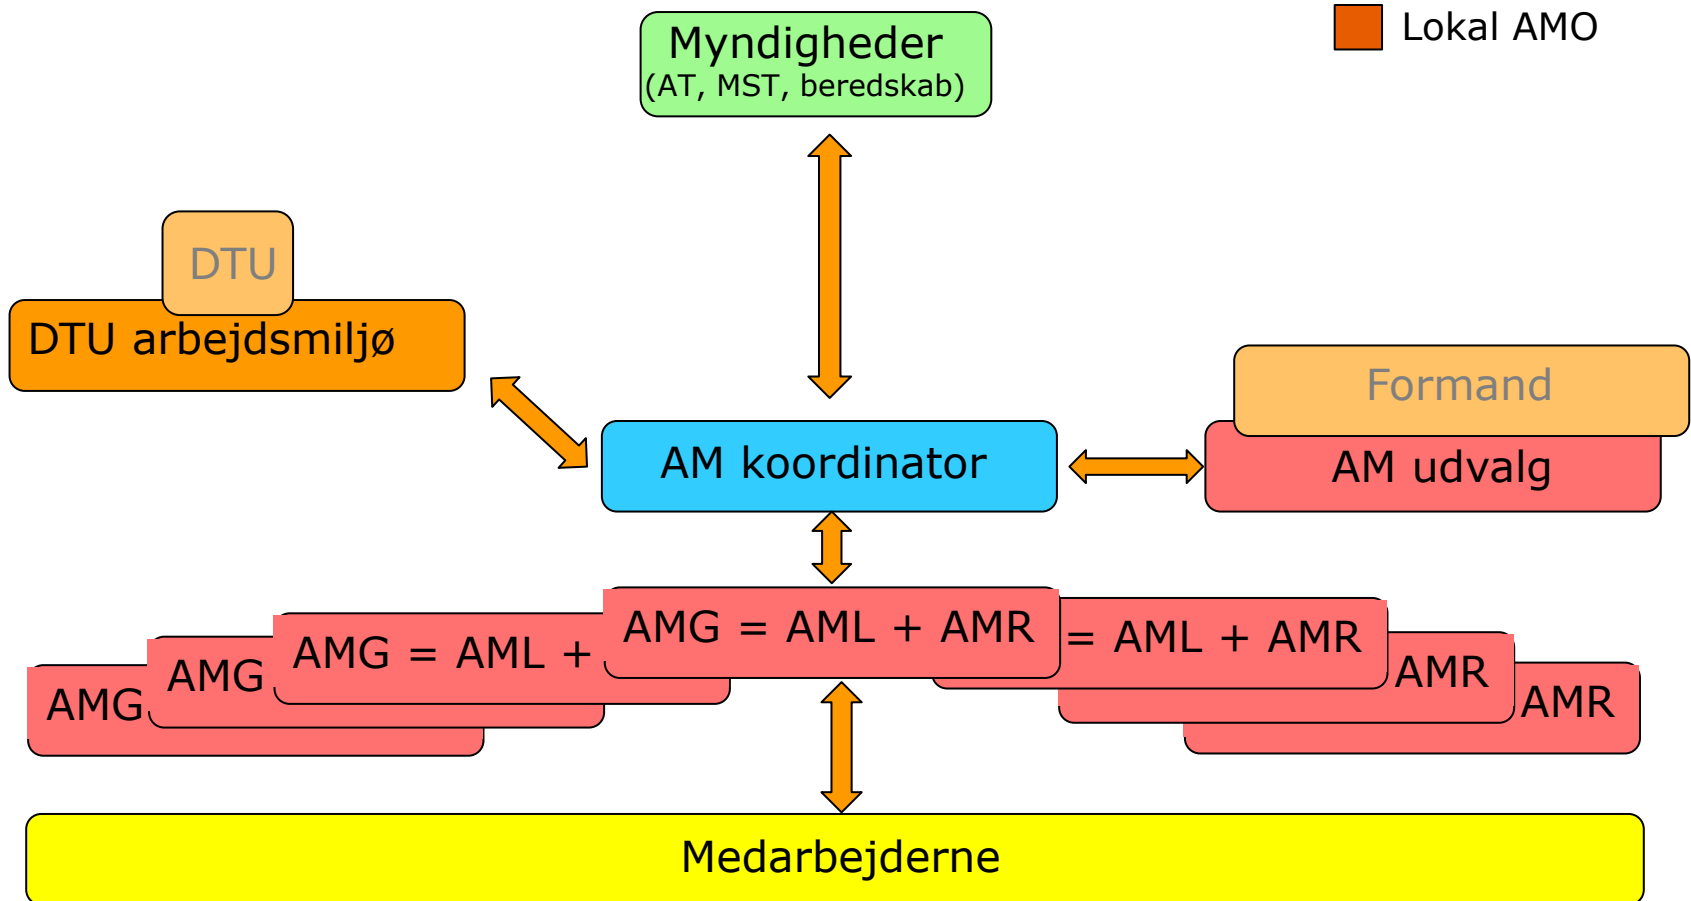 Lokal AMO
Myndigheder
(AT, MST, beredskab)
DTU
DTU arbejdsmiljø
Formand
AM koordinator
AM udvalg
AMG = AML + AMR
AMG = AML +
= AML + AMR
AMG
AMR
AMG
AMR
Medarbejderne